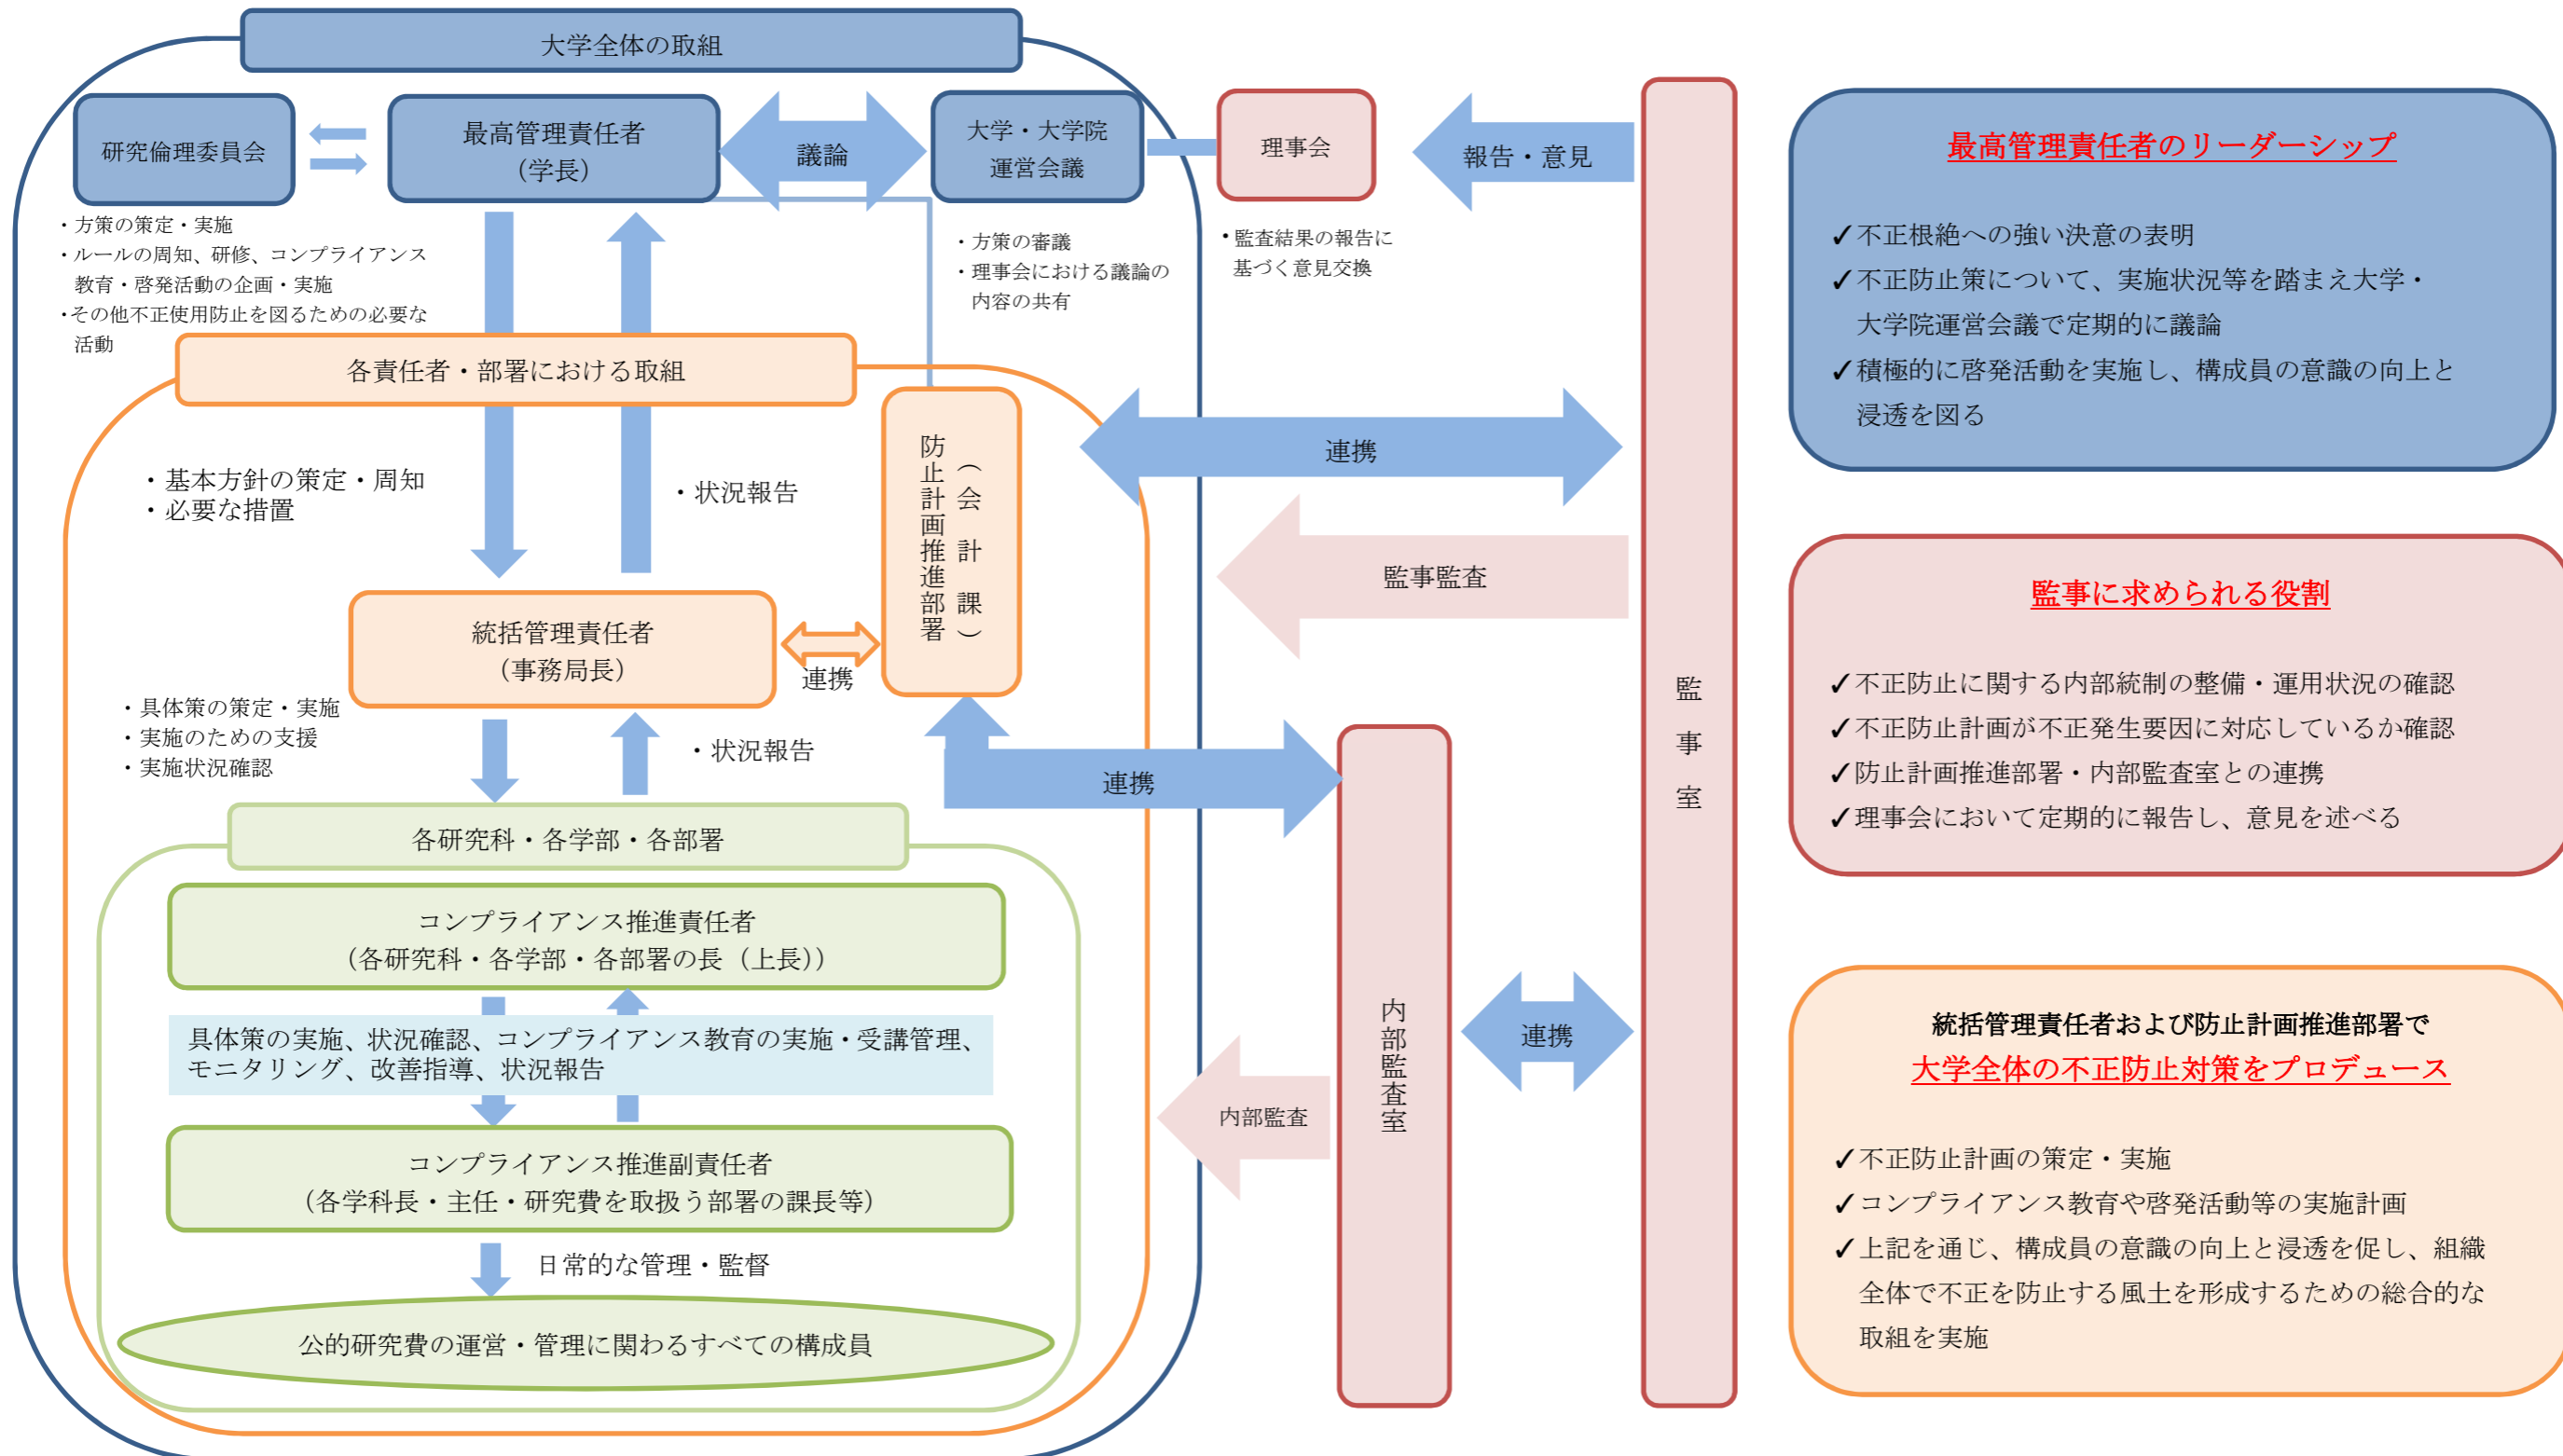 大学全体の取組
研究倫理委員会
最高管理責任者
（学長）
議論
大学・大学院
運営会議
理事会
報告・意見
・方策の策定・実施
・ルールの周知、研修、コンプライアンス
教育・啓発活動の企画・実施
・その他不正使用防止を図るための必要な
活動
・方策の審議
・理事会における議論の
内容の共有
・監査結果の報告に
基づく意見交換
各責任者・部署における取組
・基本方針の策定・周知
・必要な措置
・状況報告
防止計画推進部署
（会計課）
連携
監事監査
統括管理責任者
（事務局長）
連携
・具体策の策定・実施
・実施のための支援
・実施状況確認
・状況報告
連携
監事室
各研究科・各学部・各部署
コンプライアンス推進責任者
（各研究科・各学部・各部署の長（上長））
具体策の実施、状況確認、コンプライアンス教育の実施・受講管理、
モニタリング、改善指導、状況報告
内部監査室
連携
内部監査
コンプライアンス推進副責任者
（各学科長・主任・研究費を取扱う部署の課長等）
日常的な管理・監督
公的研究費の運営・管理に関わるすべての構成員
最高管理責任者のリーダーシップ
✓不正根絶への強い決意の表明
✓不正防止策について、実施状況等を踏まえ大学・
大学院運営会議で定期的に議論
✓積極的に啓発活動を実施し、構成員の意識の向上と
浸透を図る
監事に求められる役割
✓不正防止に関する内部統制の整備・運用状況の確認
✓不正防止計画が不正発生要因に対応しているか確認
✓防止計画推進部署・内部監査室との連携
✓理事会において定期的に報告し、意見を述べる
統括管理責任者および防止計画推進部署で
大学全体の不正防止対策をプロデュース
✓不正防止計画の策定・実施
✓コンプライアンス教育や啓発活動等の実施計画
✓上記を通じ、構成員の意識の向上と浸透を促し、組織
全体で不正を防止する風土を形成するための総合的な
取組を実施